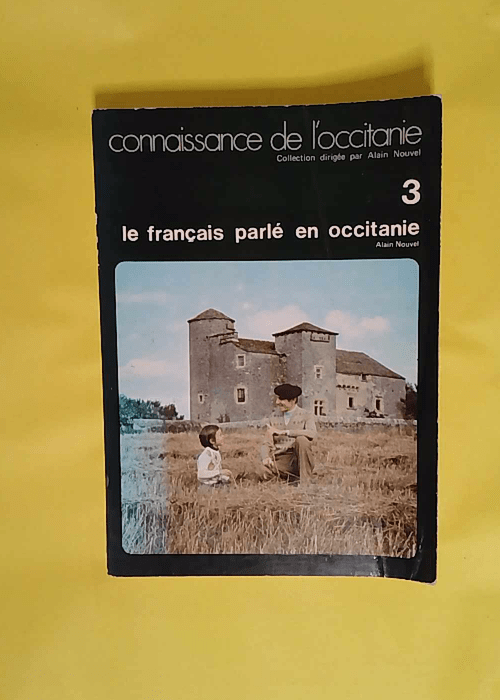 connaissance de l'occitanie
Collection dirigée par Alain Nouvel
3
le français parlé en occitanie
Alain Nouvel